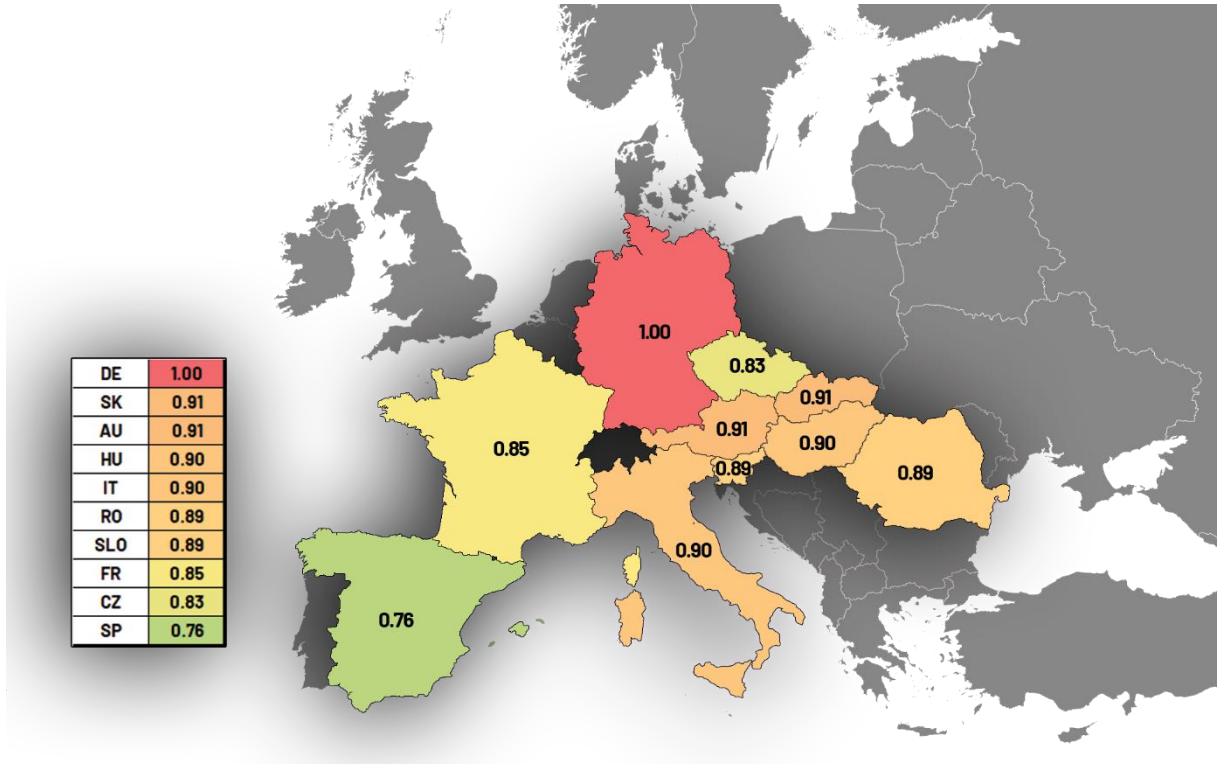 DE 1.00
SK 0.91
AU 0.91
HU 0.90
IT 0.90
RO 0.89
SLO 0.89
FR 0.85
CZ 0.83
SP 0.76
1.00
0.83
0.91
0.91
0.90
0.89
0.89
0.85
0.90
0.76